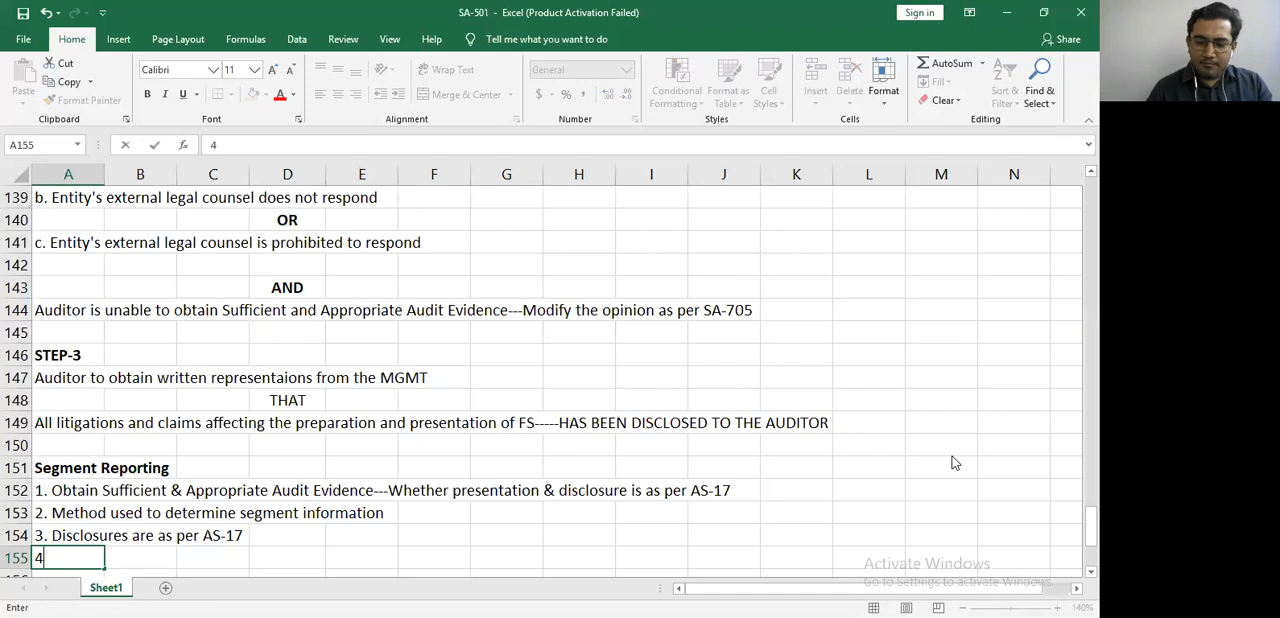 SA-501 - Excel (Product Activation Failed)
Sign in
File Home Insert Page Layout Formulas Data Review View Help Tell me what you want to do Share
Cut
Copy
Format Painter
Paste
Clipboard
Calibri 11
B I U
Font
Wrap Text
Merge & Center
Alignment
General
$ % ,
Number
Conditional Formatting
Format as Table
Cell Styles
Styles
Insert
Delete
Format
Cells
AutoSum
Fill
Clear
Sort & Filter
Find & Select
Editing
A155 fx 4
A B C D E F G H I J K L M N
139 b. Entity's external legal counsel does not respond
140 OR
141 c. Entity's external legal counsel is prohibited to respond
142
143 AND
144 Auditor is unable to obtain Sufficient and Appropriate Audit Evidence---Modify the opinion as per SA-705
145
146 STEP-3
147 Auditor to obtain written representaions from the MGMT
148 THAT
149 All litigations and claims affecting the preparation and presentation of FS-----HAS BEEN DISCLOSED TO THE AUDITOR
150
151 Segment Reporting
152 1. Obtain Sufficient & Appropriate Audit Evidence---Whether presentation & disclosure is as per AS-17
153 2. Method used to determine segment information
154 3. Disclosures are as per AS-17
155 4
Activate Windows
Go to Settings to activate Windows.
Sheet1
Enter
140%